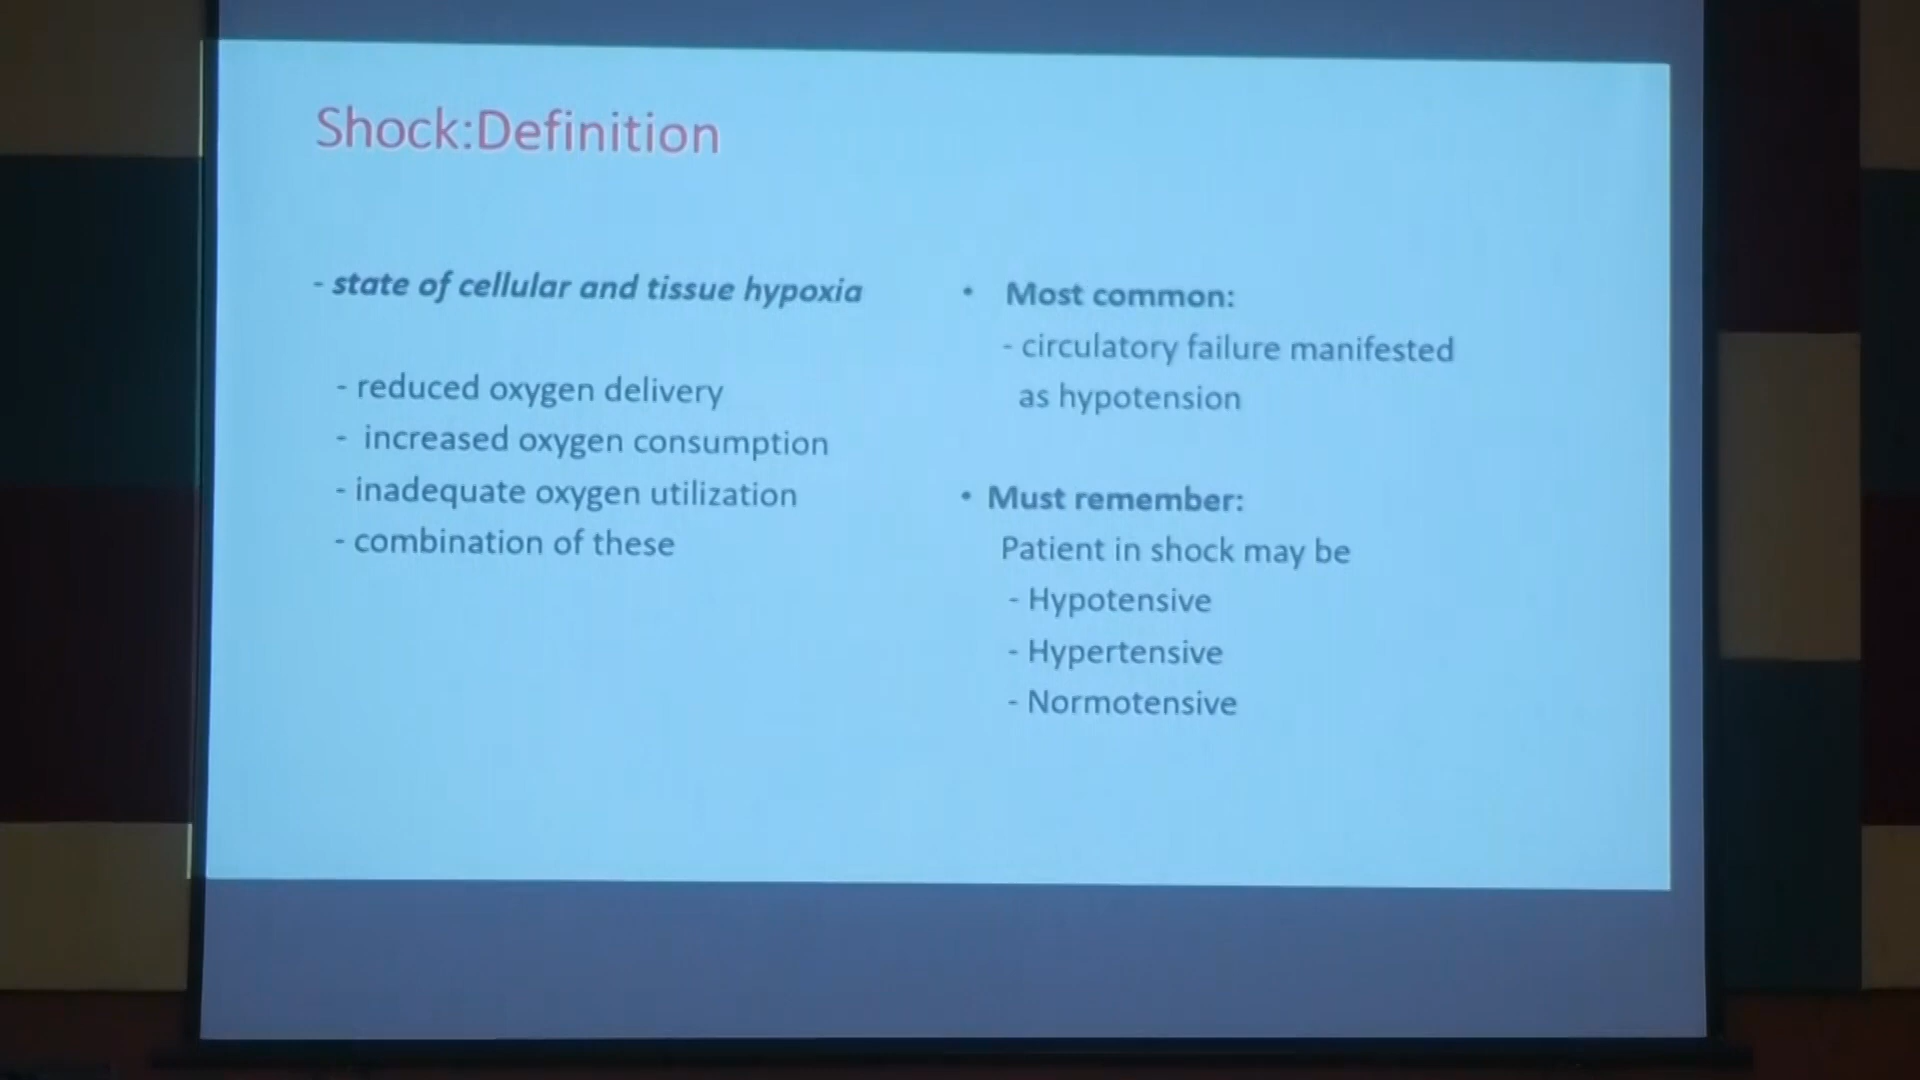 Shock:Definition
- state of cellular and tissue hypoxia
- reduced oxygen delivery
- increased oxygen consumption
- inadequate oxygen utilization
- combination of these
• Most common:
- circulatory failure manifested
as hypotension
• Must remember:
Patient in shock may be
- Hypotensive
- Hypertensive
- Normotensive